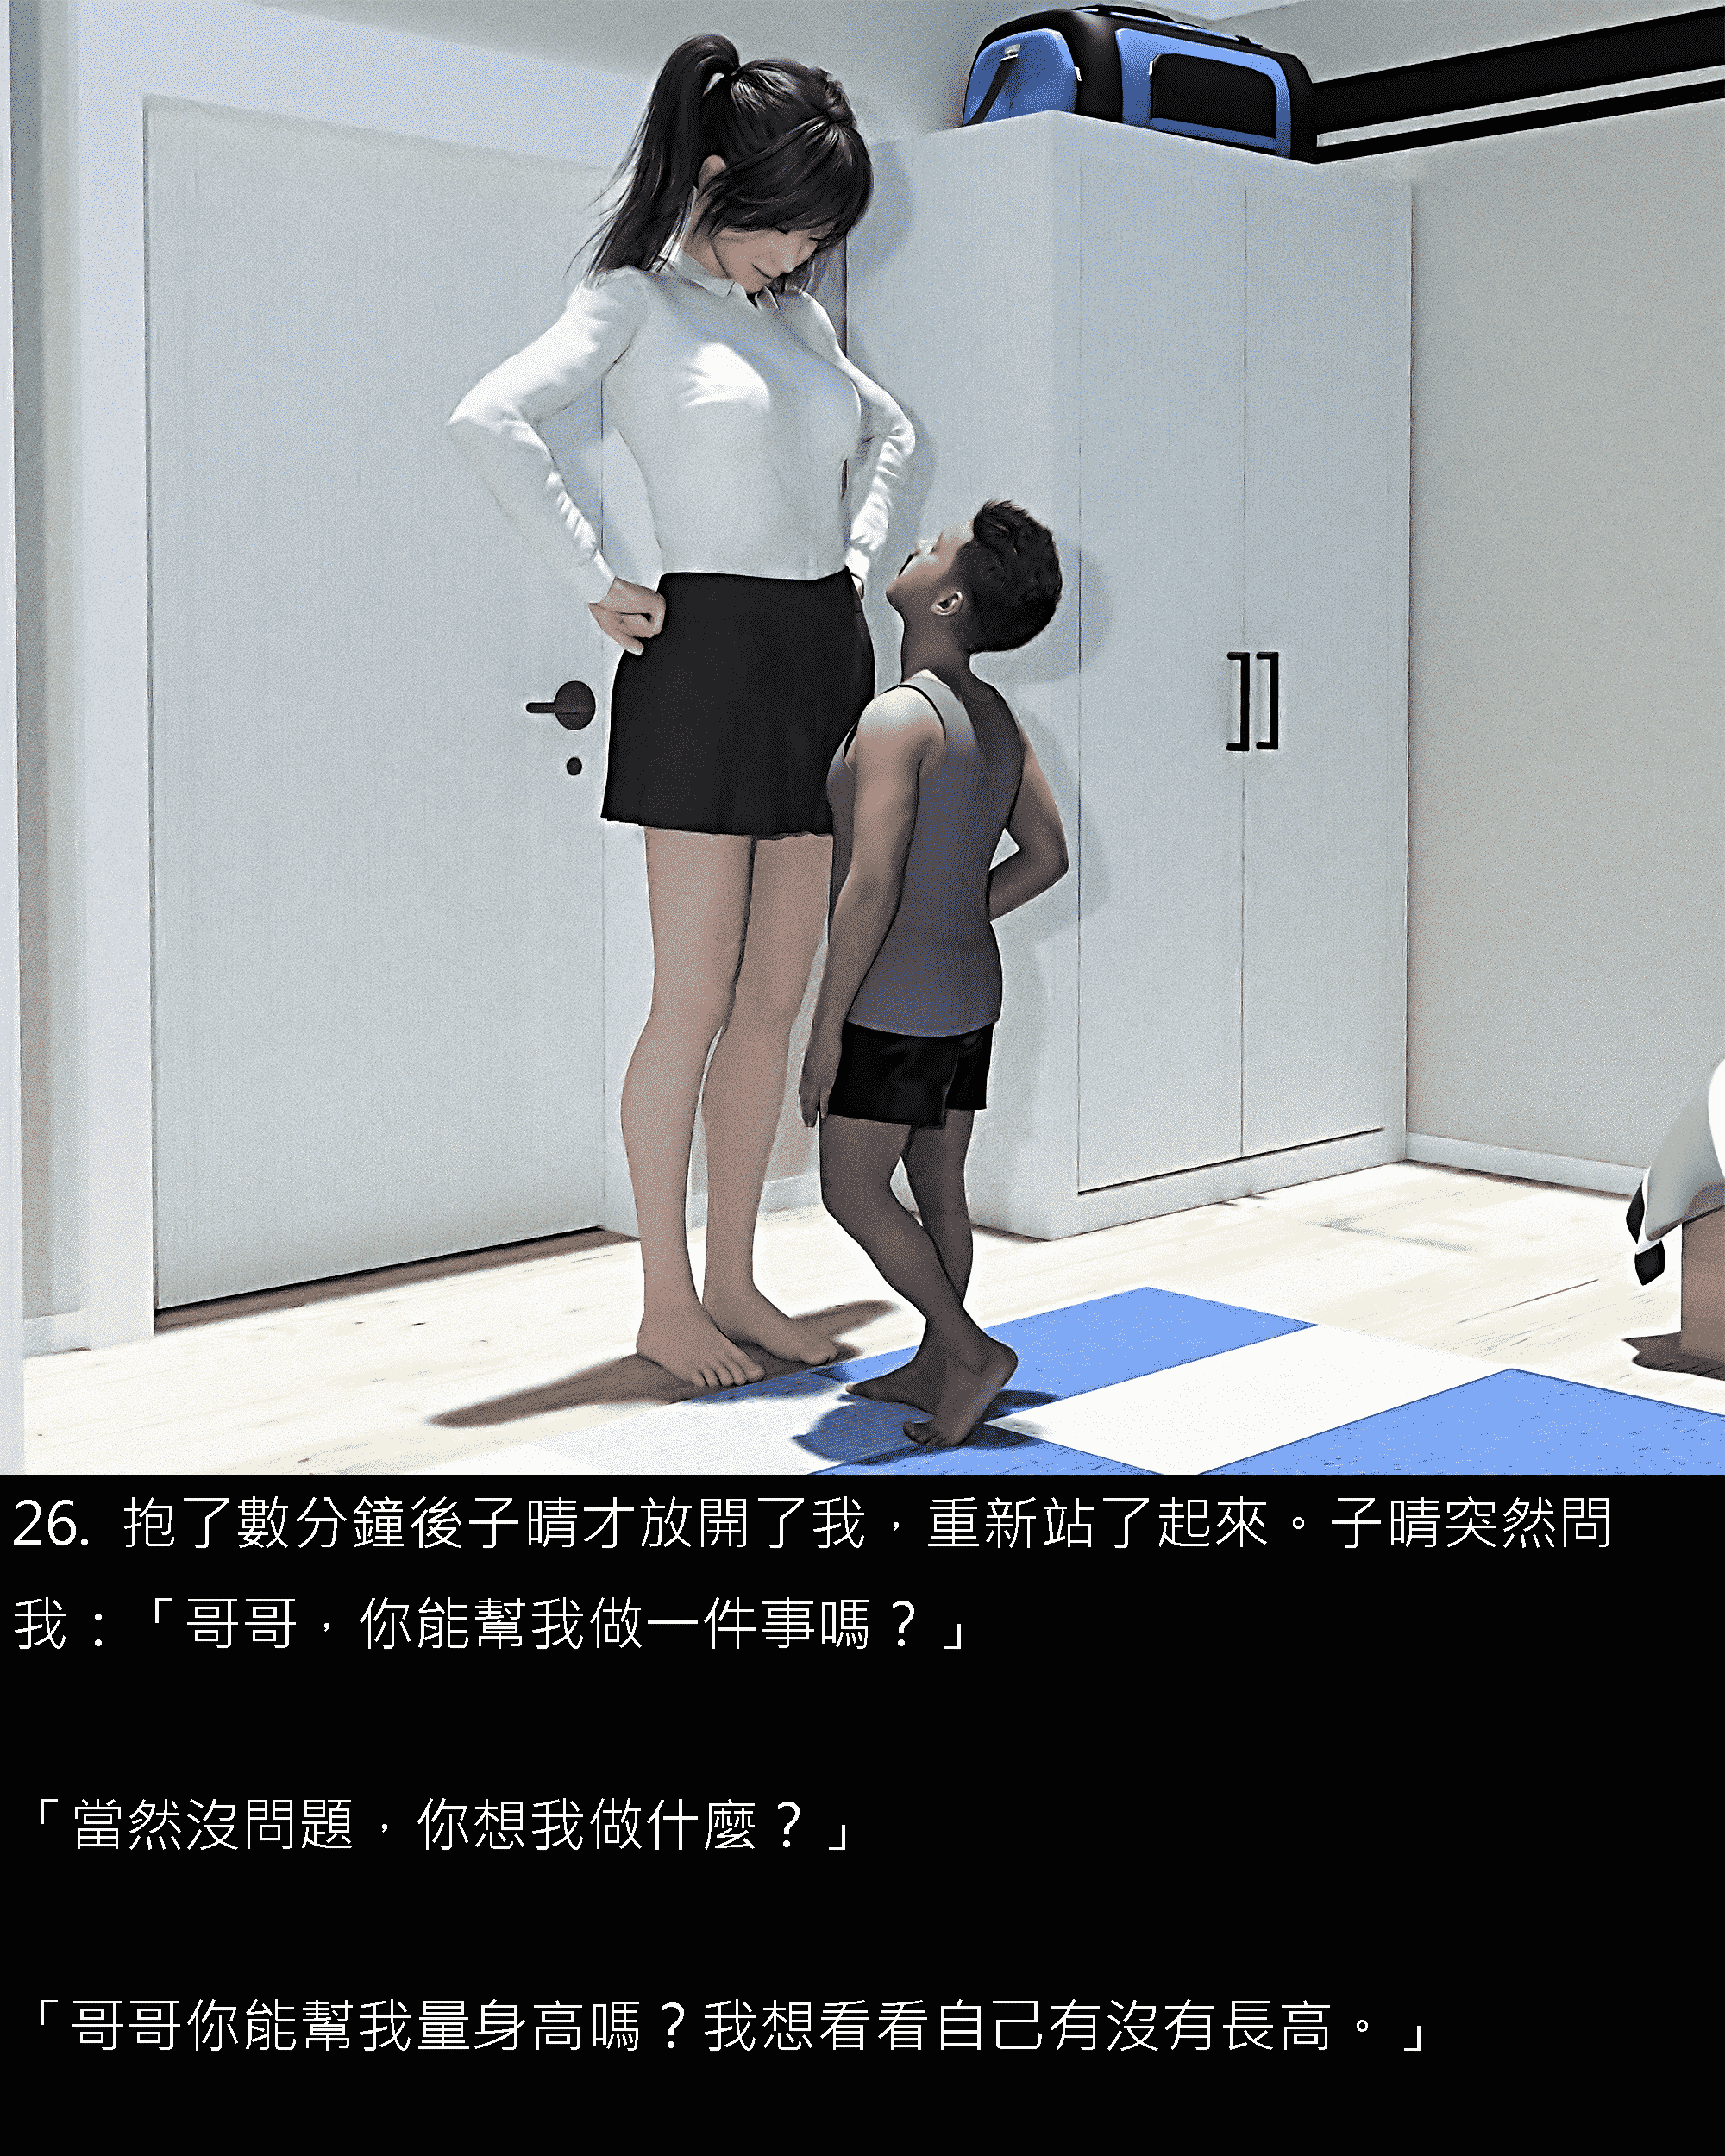 26. 抱了數分鐘後子晴才放開了我，重新站了起來。子晴突然問
我：「哥哥，你能幫我做一件事嗎？」
「當然沒問題，你想我做什麼？」
「哥哥你能幫我量身高嗎？我想看看自己有沒有長高。」